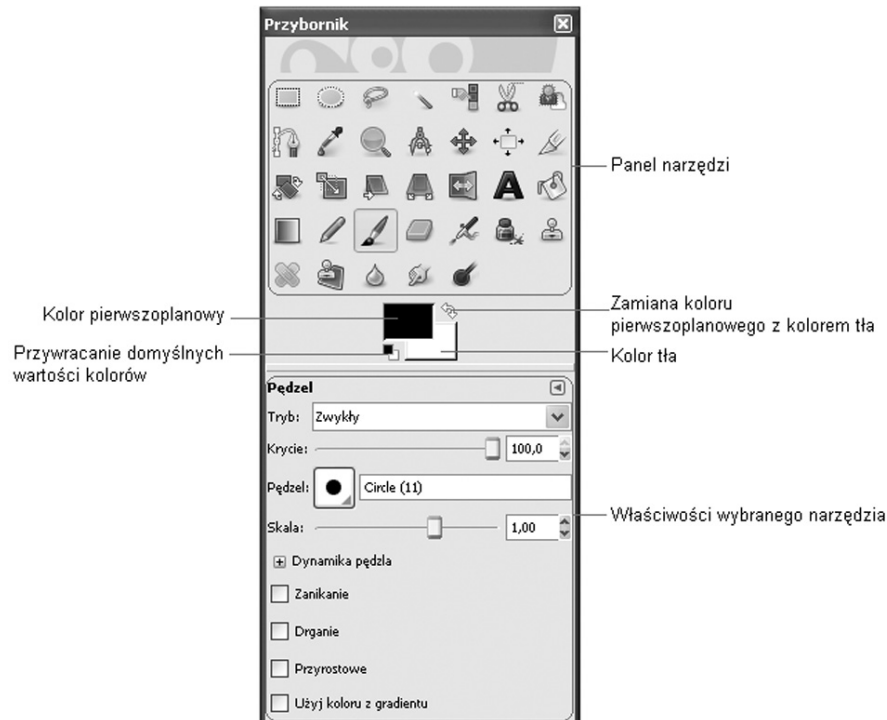 Przybornik
Panel narzędzi
Kolor pierwszoplanowy
Zamiana koloru
pierwszoplanowego z kolorem tła
Przywracanie domyślnych
wartości kolorów
Kolor tła
Pędzel
Tryb: Zwykły
Krycie: 100,0
Pędzel: Circle (11)
Skala: 1,00
Właściwości wybranego narzędzia
Dynamika pędzla
Zanikanie
Drganie
Przyrostowe
Użyj koloru z gradientu